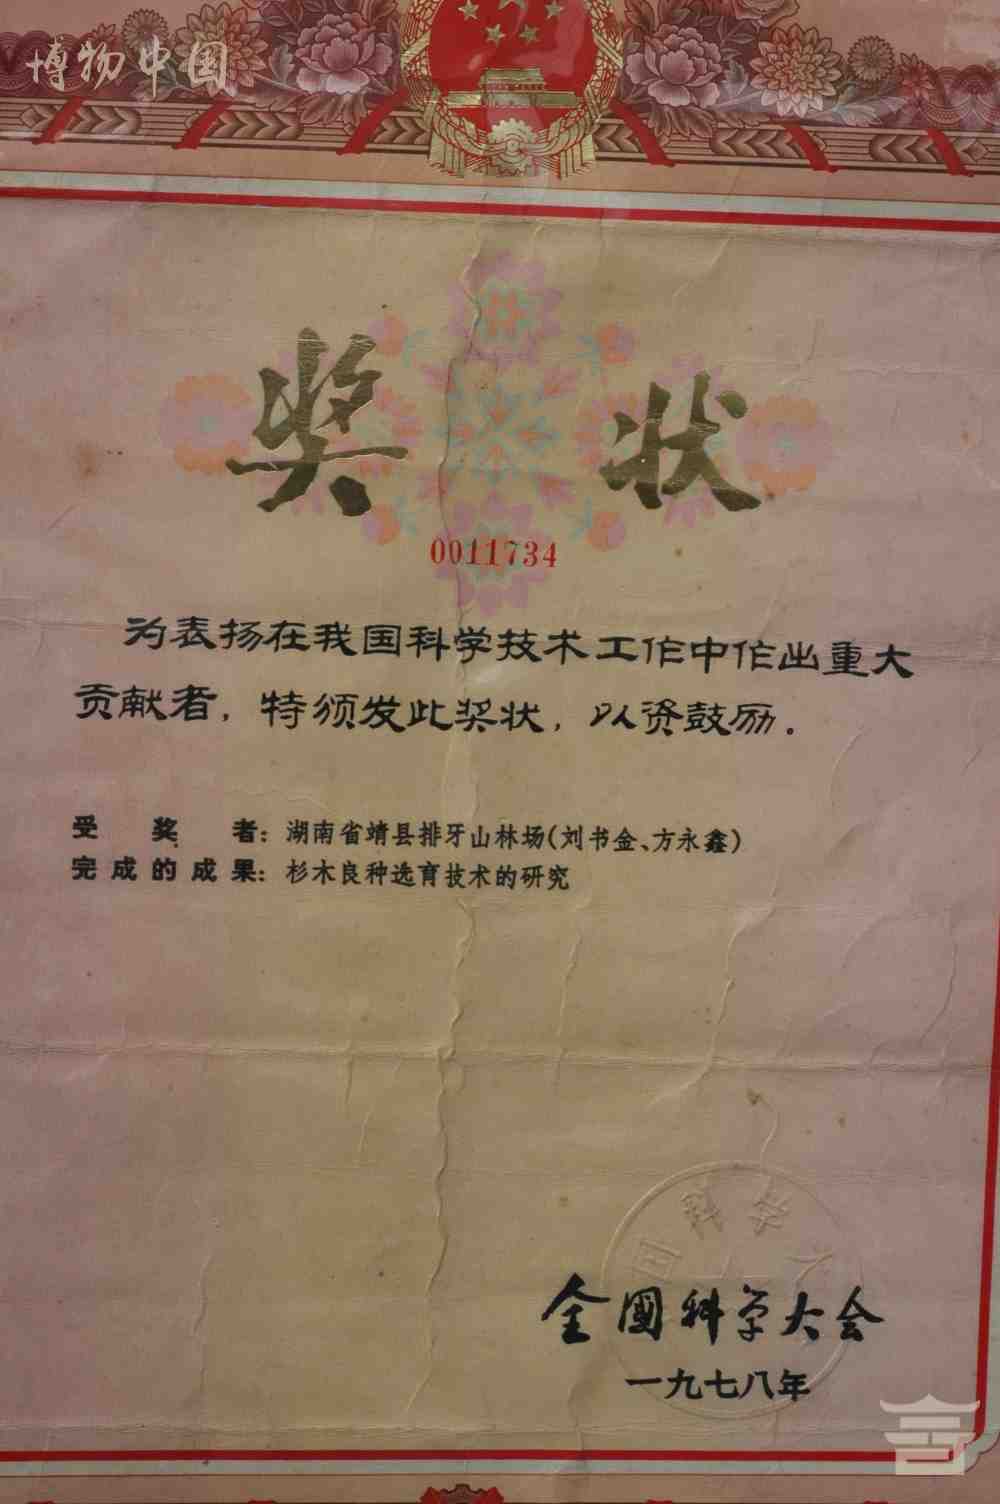 博物中国
奖状
0011734
为表扬在我国科学技术工作中作出重大
贡献者，特颁发此奖状，以资鼓励.
受奖者：湖南省靖县排牙山林场(刘书金、方永鑫)
完成的成果：杉木良种选育技术的研究
国科学大
全國科学大会
一九七八年